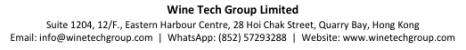 Wine Tech Group Limited
Suite 1204, 12/F., Eastern Harbour Centre, 28 Hoi Chak Street, Quarry Bay, Hong Kong
Email: info@winetechgroup.com | WhatsApp: (852) 57293288 | Website: www.winetechgroup.com